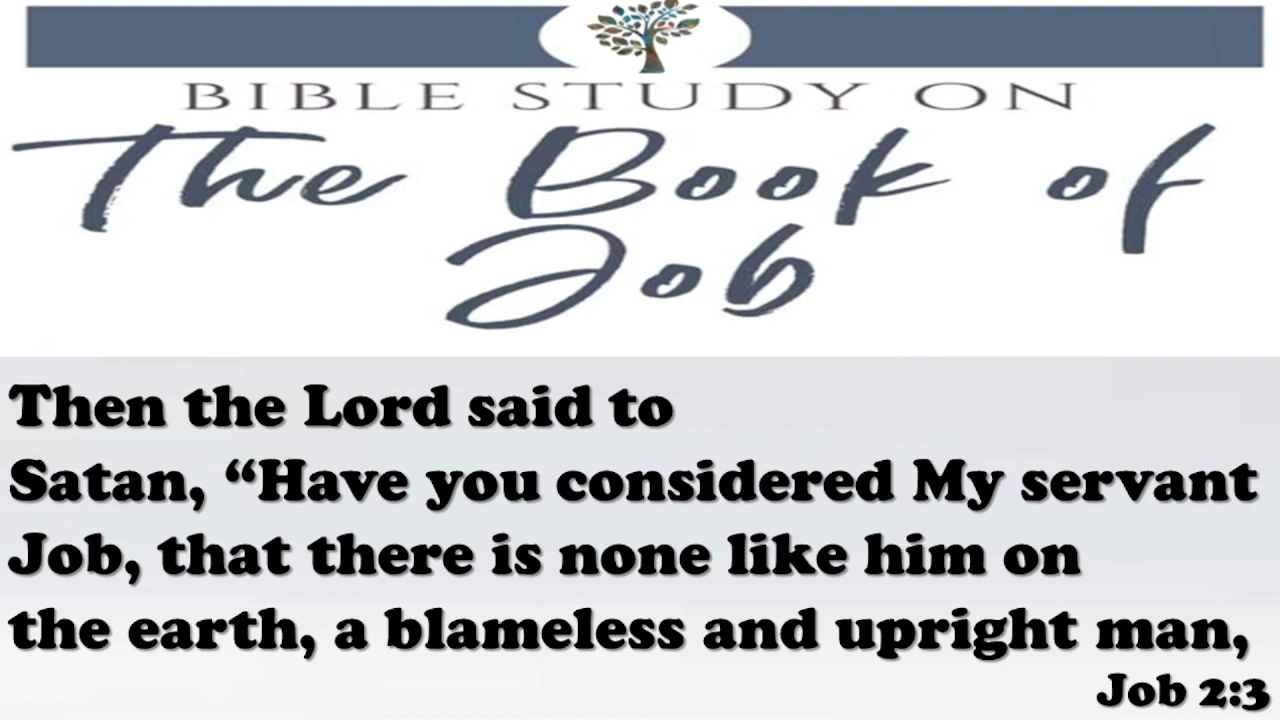 BIBLE STUDY ON
The Book of
Job
Then the Lord said to
Satan, “Have you considered My servant
Job, that there is none like him on
the earth, a blameless and upright man,
Job 2:3